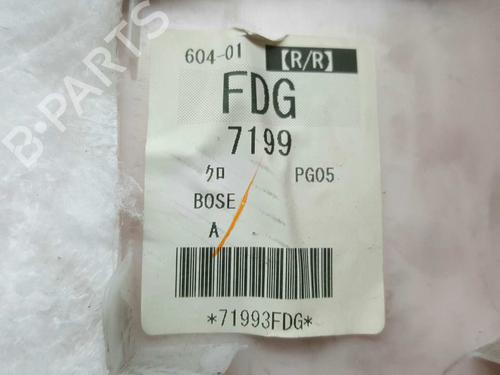 604-01 【R/R】
FDG
7199
ｸﾛ PG05
BOSE
A
*71993FDG*
B-PARTS